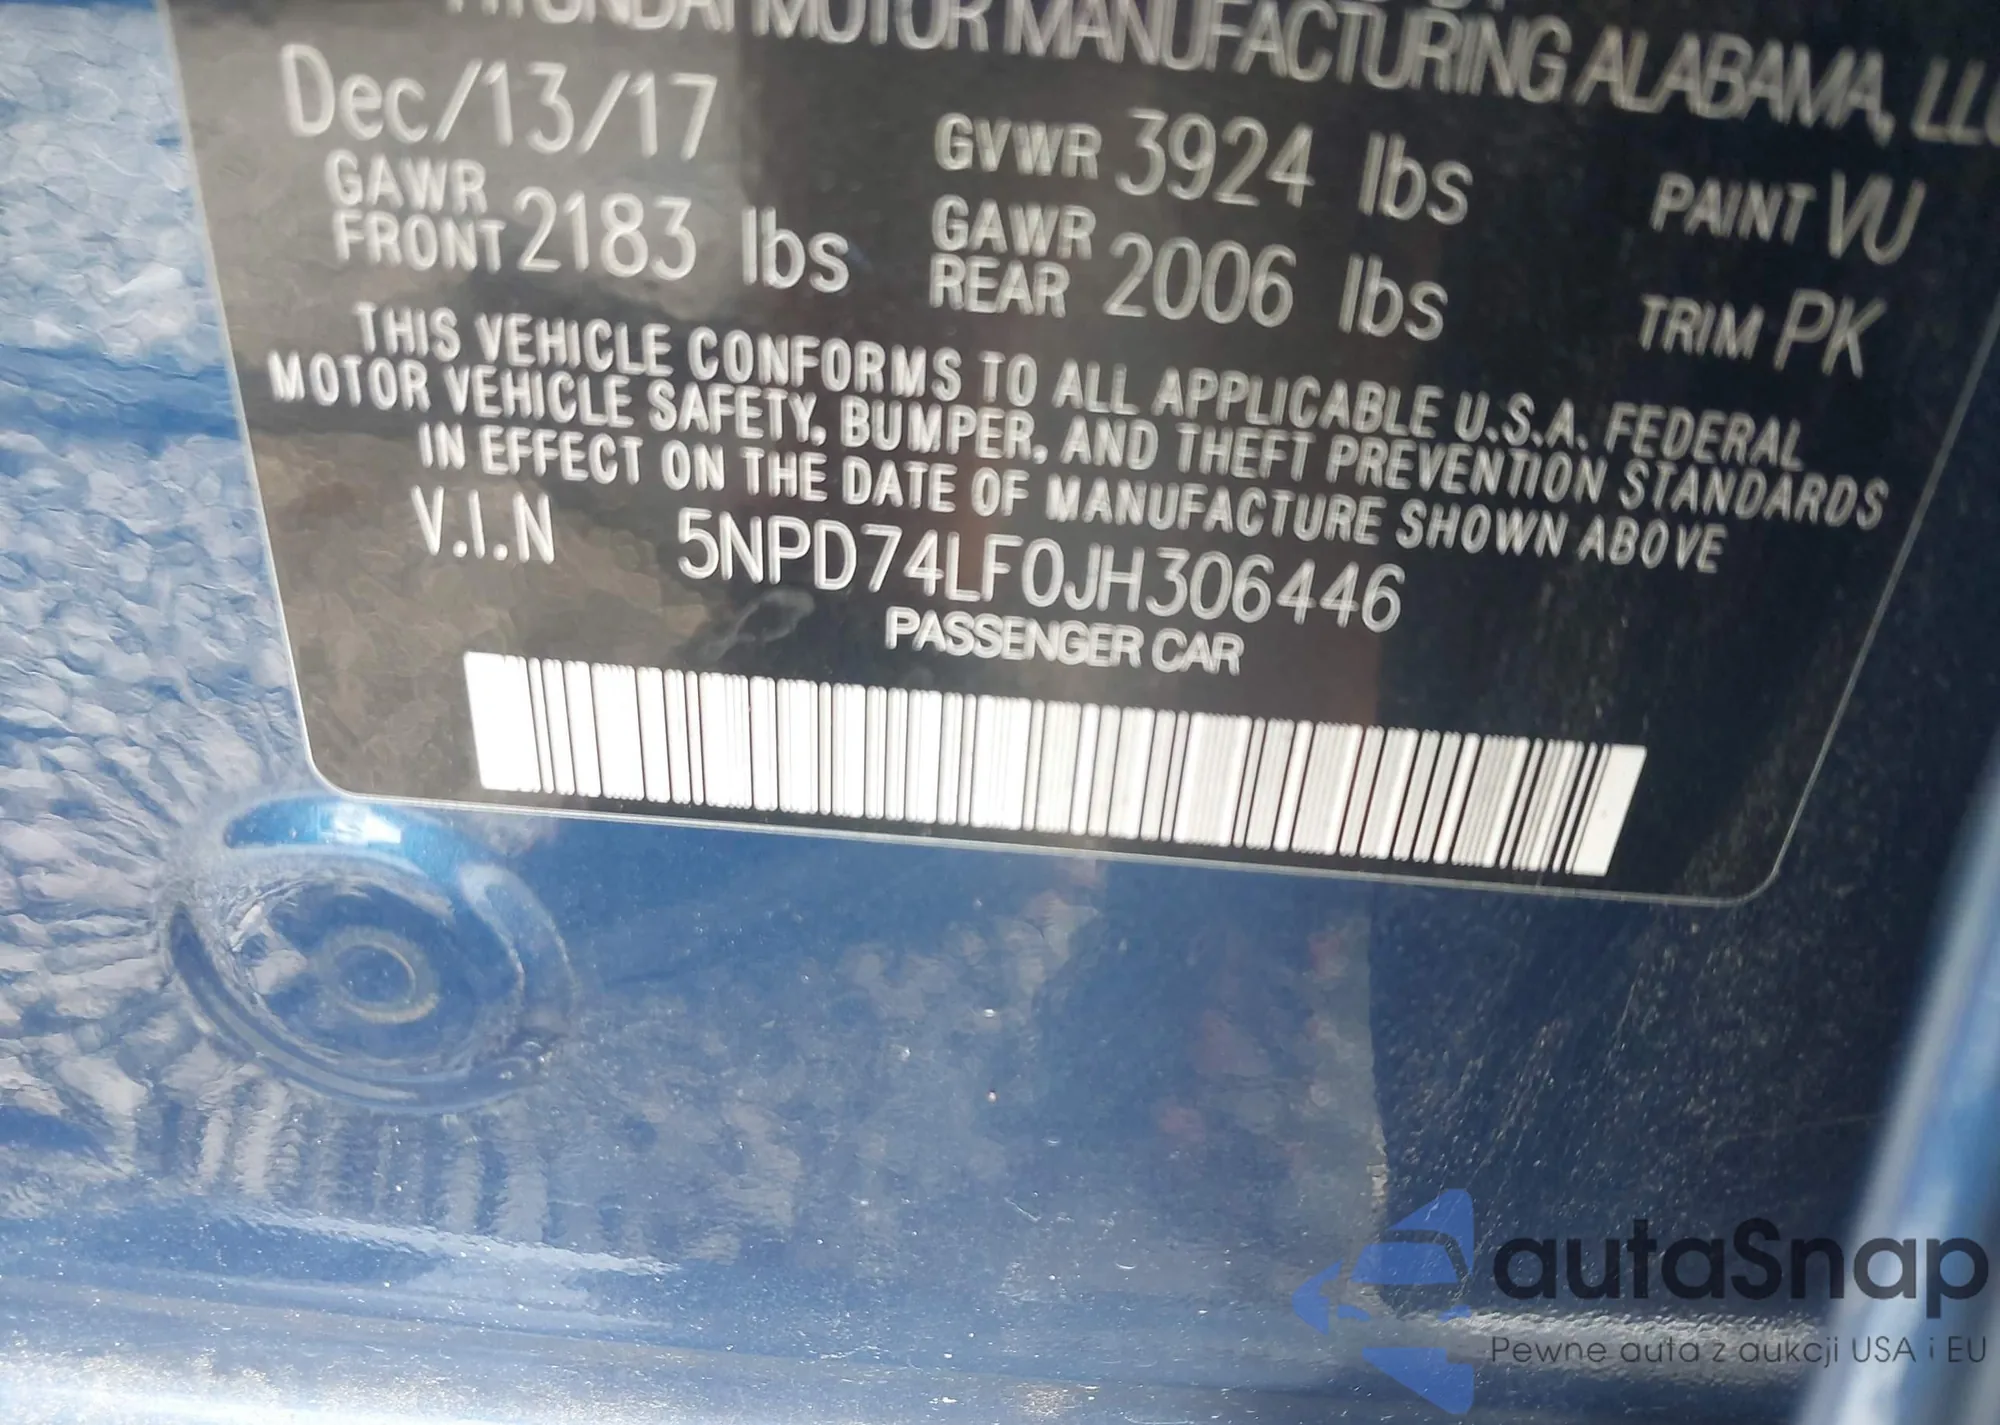 HYUNDAI MOTOR MANUFACTURING ALABAMA, LLC
Dec/13/17 GVWR 3924 lbs PAINT VU
GAWR FRONT 2183 lbs GAWR REAR 2006 lbs TRIM PK
THIS VEHICLE CONFORMS TO ALL APPLICABLE U.S.A. FEDERAL
MOTOR VEHICLE SAFETY, BUMPER, AND THEFT PREVENTION STANDARDS
IN EFFECT ON THE DATE OF MANUFACTURE SHOWN ABOVE
V.I.N 5NPD74LF0JH306446
PASSENGER CAR
autaSnap
Pewne auta z aukcji USA i EU